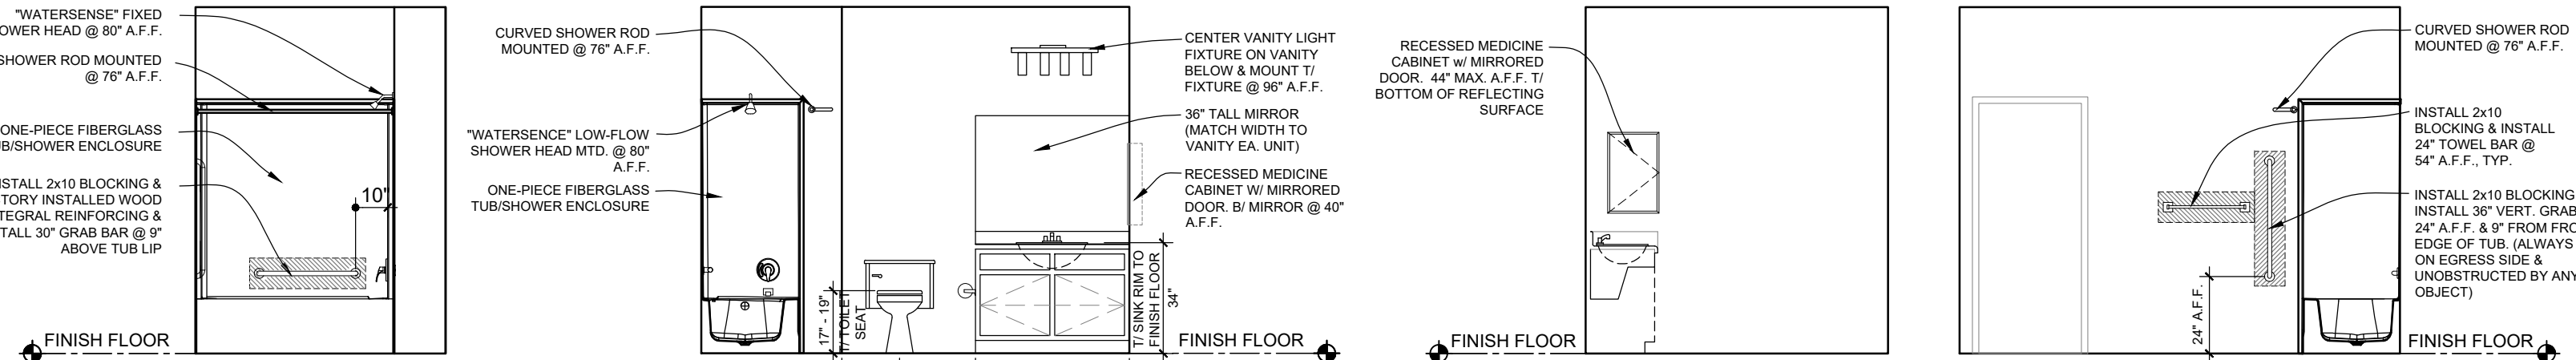 "WATERSENSE" FIXED
OWER HEAD @ 80" A.F.F.
SHOWER ROD MOUNTED
@ 76" A.F.F.
ONE-PIECE FIBERGLASS
UB/SHOWER ENCLOSURE
STALL 2x10 BLOCKING &
TORY INSTALLED WOOD
TEGRAL REINFORCING &
TALL 30" GRAB BAR @ 9"
ABOVE TUB LIP
10"
FINISH FLOOR
CURVED SHOWER ROD
MOUNTED @ 76" A.F.F.
"WATERSENCE" LOW-FLOW
SHOWER HEAD MTD. @ 80"
A.F.F.
ONE-PIECE FIBERGLASS
TUB/SHOWER ENCLOSURE
17" - 19"
T/ TOILET
SEAT
CENTER VANITY LIGHT
FIXTURE ON VANITY
BELOW & MOUNT T/
FIXTURE @ 96" A.F.F.
36" TALL MIRROR
(MATCH WIDTH TO
VANITY EA. UNIT)
RECESSED MEDICINE
CABINET W/ MIRRORED
DOOR. B/ MIRROR @ 40"
A.F.F.
T/ SINK RIM TO
FINISH FLOOR
34"
FINISH FLOOR
RECESSED MEDICINE
CABINET w/ MIRRORED
DOOR. 44" MAX. A.F.F. T/
BOTTOM OF REFLECTING
SURFACE
FINISH FLOOR
CURVED SHOWER ROD
MOUNTED @ 76" A.F.F.
INSTALL 2x10
BLOCKING & INSTALL
24" TOWEL BAR @
54" A.F.F., TYP.
INSTALL 2x10 BLOCKING
INSTALL 36" VERT. GRAB
24" A.F.F. & 9" FROM FRO
EDGE OF TUB. (ALWAYS
ON EGRESS SIDE &
UNOBSTRUCTED BY ANY
OBJECT)
24" A.F.F.
FINISH FLOOR